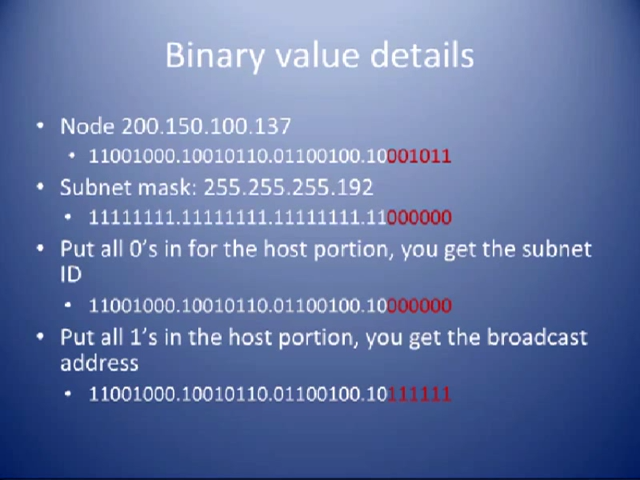 Binary value details
• Node 200.150.100.137
• 11001000.10010110.01100100.10001011
• Subnet mask: 255.255.255.192
• 11111111.11111111.11111111.11000000
• Put all 0's in for the host portion, you get the subnet
ID
• 11001000.10010110.01100100.10000000
• Put all 1's in the host portion, you get the broadcast
address
• 11001000.10010110.01100100.10111111